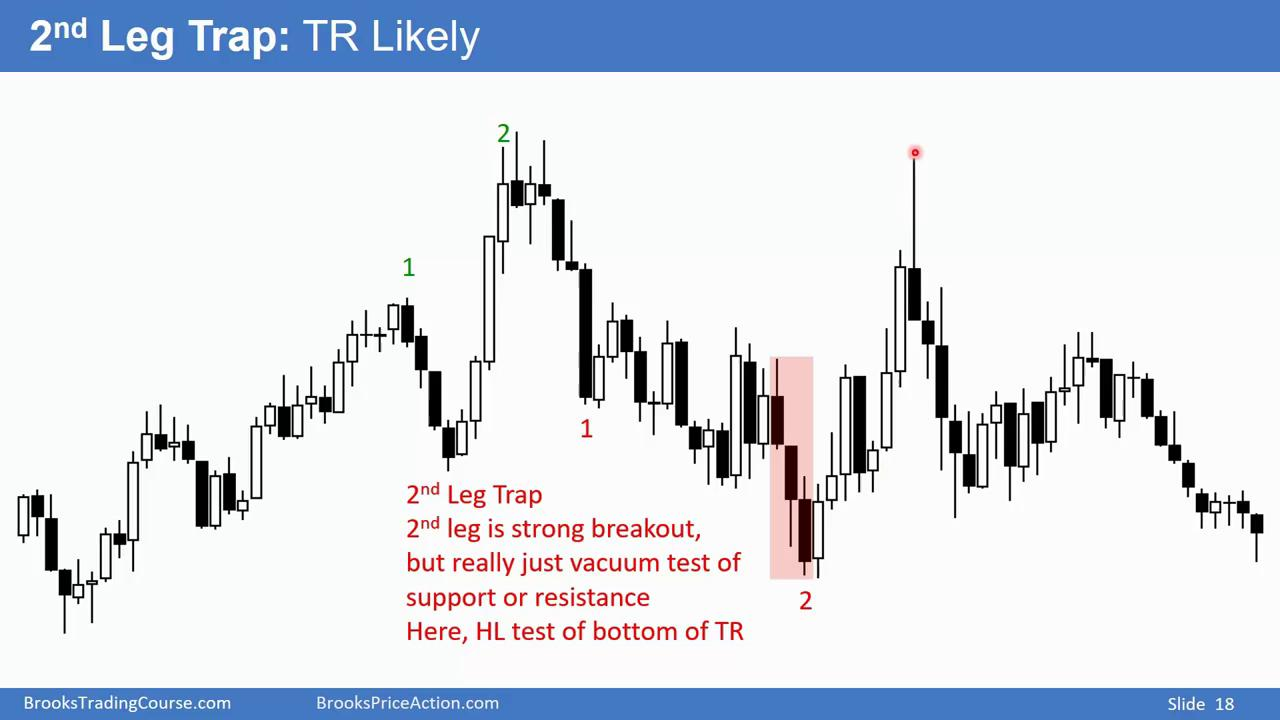 2nd Leg Trap: TR Likely
2
1
1
2nd Leg Trap
2nd leg is strong breakout,
but really just vacuum test of
support or resistance
Here, HL test of bottom of TR
2
BrooksTradingCourse.com BrooksPriceAction.com Slide 18